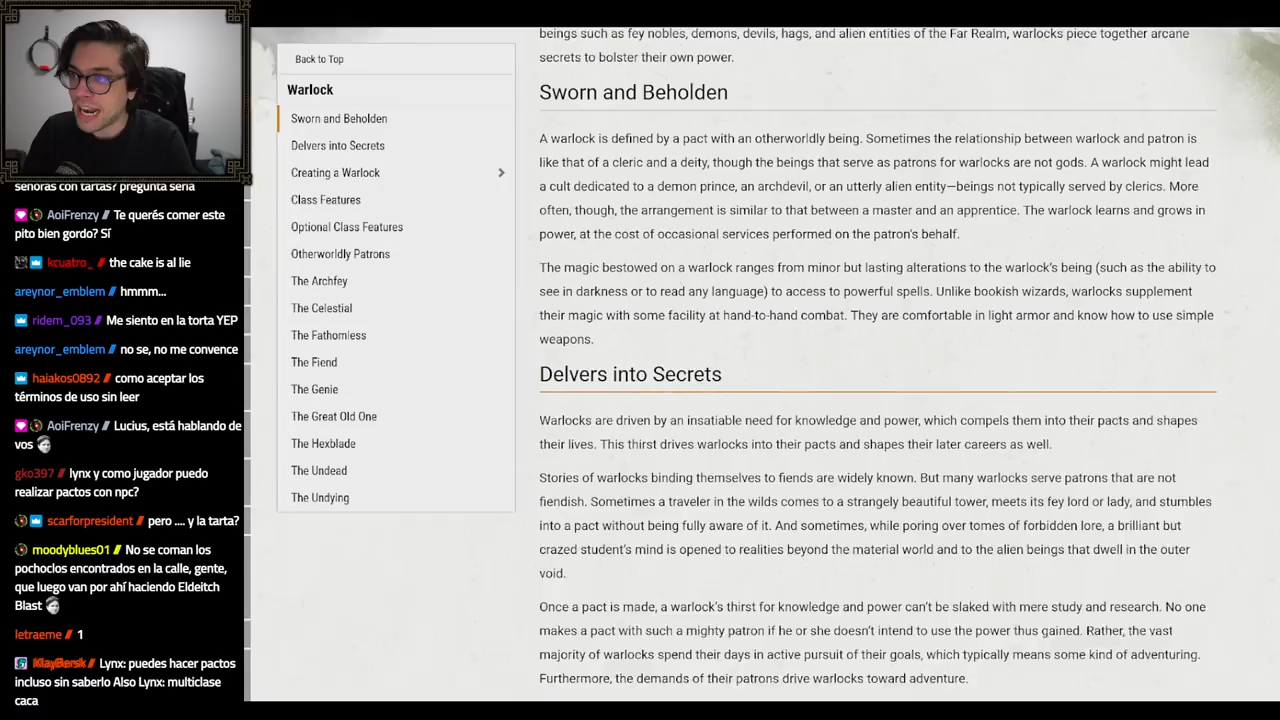 señoras con tartas? pregunta seria
AoiFrenzy // Te querés comer este
pito bien gordo? Sí
kcuatro_ // the cake is al lie
areynor_emblem // hmmm...
ridem_093 // Me siento en la torta YEP
areynor_emblem // no se, no me convence
haiakos0892 // como aceptar los
términos de uso sin leer
AoiFrenzy // Lucius, está hablando de
vos
gko397 // lynx y como jugador puedo
realizar pactos con npc?
scarforpresident // pero .... y la tarta?
moodyblues01 // No se coman los
pochoclos encontrados en la calle, gente,
que luego van por ahí haciendo Eldeitch
Blast
letraeme // 1
// Lynx: puedes hacer pactos
incluso sin saberlo Also Lynx: multiclase
caca
Back to Top
Warlock
Sworn and Beholden
Delvers into Secrets
Creating a Warlock
Class Features
Optional Class Features
Otherworldly Patrons
The Archfey
The Celestial
The Fathomless
The Fiend
The Genie
The Great Old One
The Hexblade
The Undead
The Undying
beings such as fey nobles, demons, devils, hags, and alien entities of the Far Realm, warlocks piece together arcane
secrets to bolster their own power.
Sworn and Beholden
A warlock is defined by a pact with an otherworldly being. Sometimes the relationship between warlock and patron is
like that of a cleric and a deity, though the beings that serve as patrons for warlocks are not gods. A warlock might lead
a cult dedicated to a demon prince, an archdevil, or an utterly alien entity—beings not typically served by clerics. More
often, though, the arrangement is similar to that between a master and an apprentice. The warlock learns and grows in
power, at the cost of occasional services performed on the patron's behalf.
The magic bestowed on a warlock ranges from minor but lasting alterations to the warlock's being (such as the ability to
see in darkness or to read any language) to access to powerful spells. Unlike bookish wizards, warlocks supplement
their magic with some facility at hand-to-hand combat. They are comfortable in light armor and know how to use simple
weapons.
Delvers into Secrets
Warlocks are driven by an insatiable need for knowledge and power, which compels them into their pacts and shapes
their lives. This thirst drives warlocks into their pacts and shapes their later careers as well.
Stories of warlocks binding themselves to fiends are widely known. But many warlocks serve patrons that are not
fiendish. Sometimes a traveler in the wilds comes to a strangely beautiful tower, meets its fey lord or lady, and stumbles
into a pact without being fully aware of it. And sometimes, while poring over tomes of forbidden lore, a brilliant but
crazed student's mind is opened to realities beyond the material world and to the alien beings that dwell in the outer
void.
Once a pact is made, a warlock's thirst for knowledge and power can't be slaked with mere study and research. No one
makes a pact with such a mighty patron if he or she doesn't intend to use the power thus gained. Rather, the vast
majority of warlocks spend their days in active pursuit of their goals, which typically means some kind of adventuring.
Furthermore, the demands of their patrons drive warlocks toward adventure.